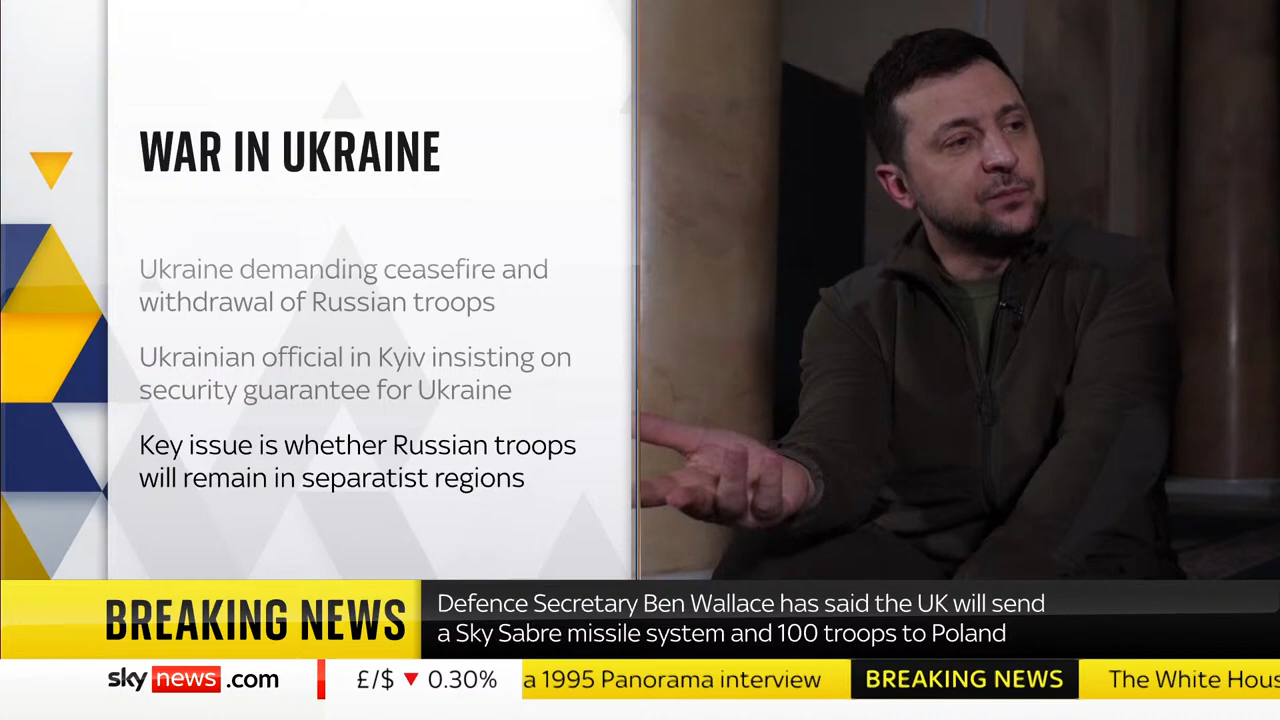 WAR IN UKRAINE
Ukraine demanding ceasefire and
withdrawal of Russian troops
Ukrainian official in Kyiv insisting on
security guarantee for Ukraine
Key issue is whether Russian troops
will remain in separatist regions
BREAKING NEWS
Defence Secretary Ben Wallace has said the UK will send
a Sky Sabre missile system and 100 troops to Poland
sky news .com
£/$ ▼ 0.30%
a 1995 Panorama interview
BREAKING NEWS
The White